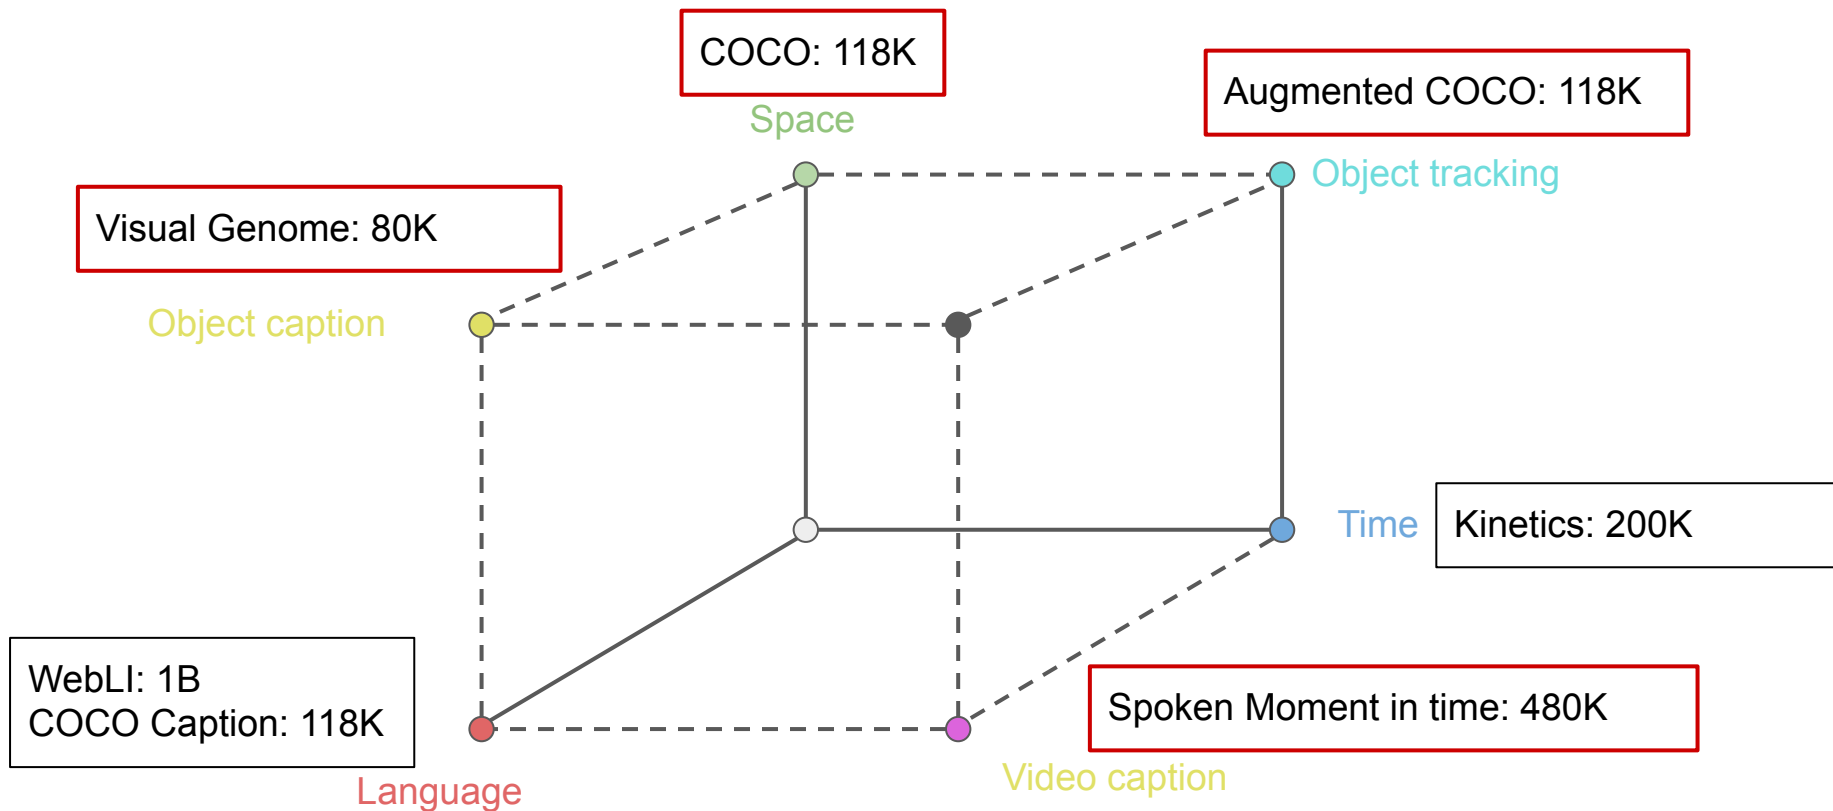 COCO: 118K
Space
Augmented COCO: 118K
Object tracking
Visual Genome: 80K
Object caption
Time
Kinetics: 200K
WebLI: 1B
COCO Caption: 118K
Language
Spoken Moment in time: 480K
Video caption